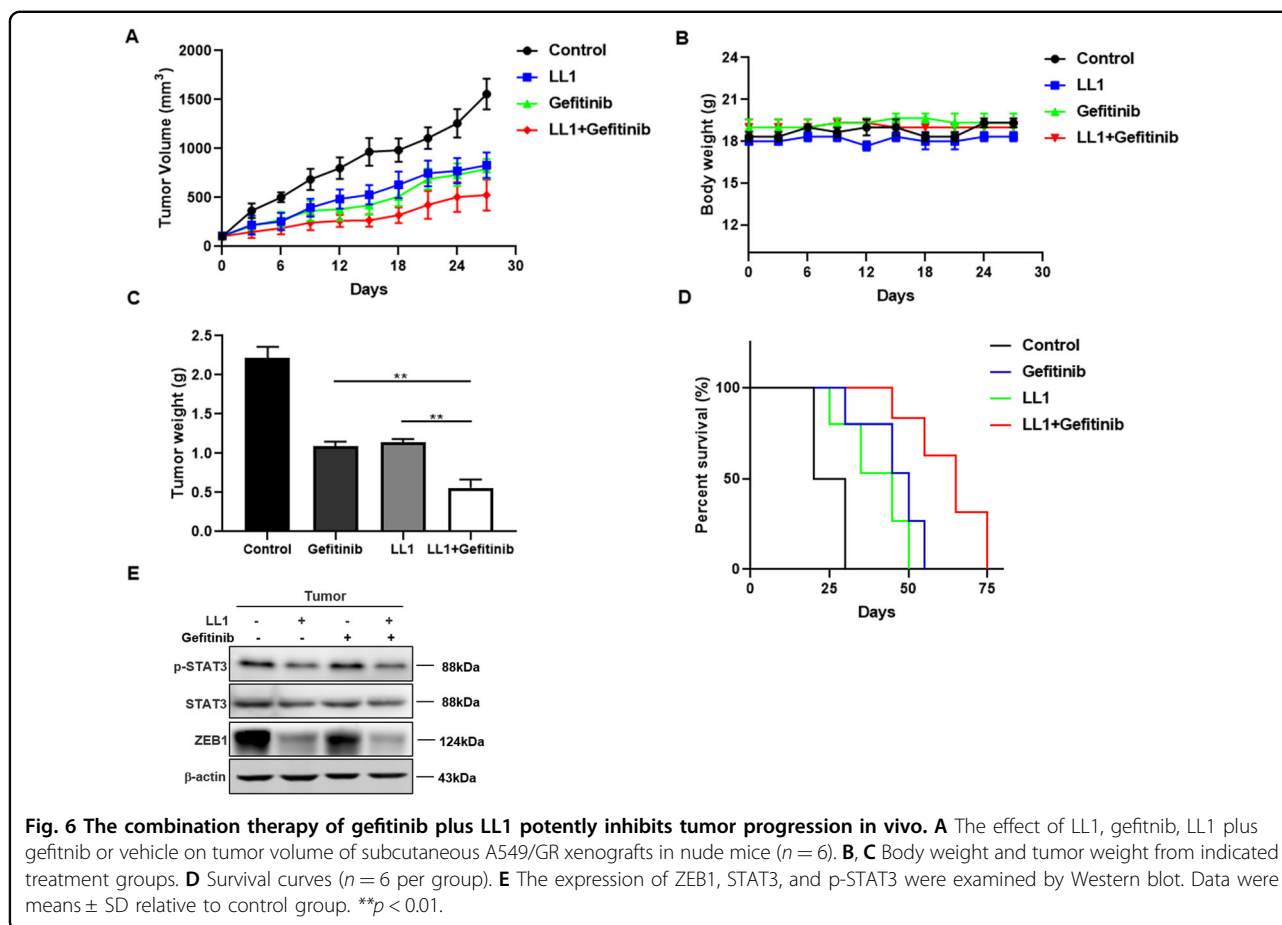 A
Tumor Volume (mm³)
2000
1500
1000
500
0
0 6 12 18 24 30
Days
Control
LL1
Gefitinib
LL1+Gefitinib
B
Body weight (g)
24
21
18
15
12
0 6 12 18 24 30
Days
Control
LL1
Gefitinib
LL1+Gefitinib
C
Tumor weight (g)
2.5
2.0
1.5
1.0
0.5
0.0
**
**
Control Gefitinib LL1 LL1+Gefitinib
D
Percent survival (%)
100
50
0
0 25 50 75
Days
Control
Gefitinib
LL1
LL1+Gefitinib
E
Tumor
LL1 - + - +
Gefitinib - - + +
p-STAT3 88kDa
STAT3 88kDa
ZEB1 124kDa
β-actin 43kDa
Fig. 6 The combination therapy of gefitinib plus LL1 potently inhibits tumor progression in vivo. A The effect of LL1, gefitnib, LL1 plus
gefitnib or vehicle on tumor volume of subcutaneous A549/GR xenografts in nude mice (n = 6). B, C Body weight and tumor weight from indicated
treatment groups. D Survival curves (n = 6 per group). E The expression of ZEB1, STAT3, and p-STAT3 were examined by Western blot. Data were
means ± SD relative to control group. **p < 0.01.